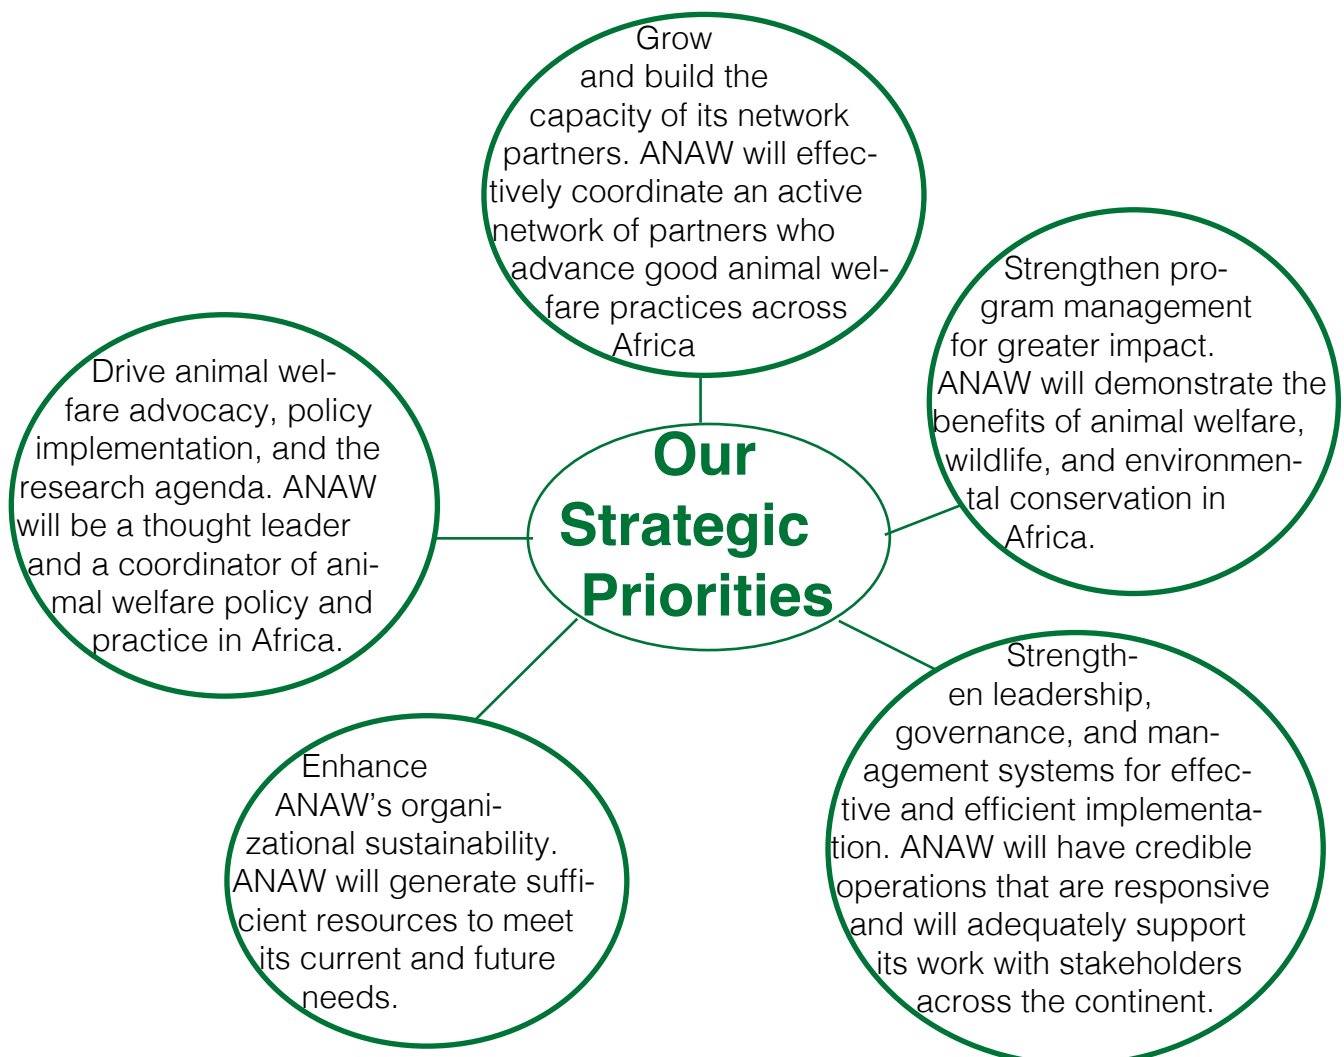 Grow
and build the
capacity of its network
partners. ANAW will effec-
tively coordinate an active
network of partners who
advance good animal wel-
fare practices across
Africa
Strengthen pro-
gram management
for greater impact.
ANAW will demonstrate the
benefits of animal welfare,
wildlife, and environmen-
tal conservation in
Africa.
Drive animal wel-
fare advocacy, policy
implementation, and the
research agenda. ANAW
will be a thought leader
and a coordinator of ani-
mal welfare policy and
practice in Africa.
Our
Strategic
Priorities
Strength-
en leadership,
governance, and man-
agement systems for effec-
tive and efficient implementa-
tion. ANAW will have credible
operations that are responsive
and will adequately support
its work with stakeholders
across the continent.
Enhance
ANAW’s organi-
zational sustainability.
ANAW will generate suffi-
cient resources to meet
its current and future
needs.